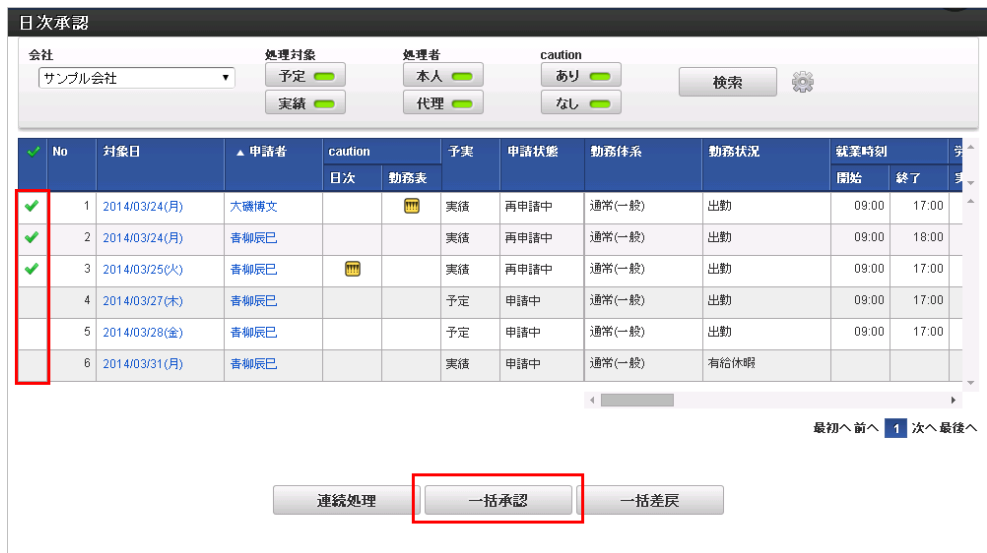 日次承認
会社 処理対象 処理者 caution
サンプル会社 予定 本人 あり 検索
実績 代理 なし
No 対象日 ▲ 申請者 caution 予実 申請状態 勤務体系 勤務状況 就業時刻
日次 勤務表 開始 終了
1 2014/03/24(月) 大磯博文 実績 再申請中 通常(一般) 出勤 09:00 17:00
2 2014/03/24(月) 青柳辰巳 実績 再申請中 通常(一般) 出勤 09:00 18:00
3 2014/03/25(火) 青柳辰巳 実績 再申請中 通常(一般) 出勤 09:00 17:00
4 2014/03/27(木) 青柳辰巳 予定 申請中 通常(一般) 出勤 09:00 17:00
5 2014/03/28(金) 青柳辰巳 予定 申請中 通常(一般) 出勤 09:00 17:00
6 2014/03/31(月) 青柳辰巳 実績 申請中 通常(一般) 有給休暇
最初へ 前へ 1 次へ 最後へ
連続処理 一括承認 一括差戻